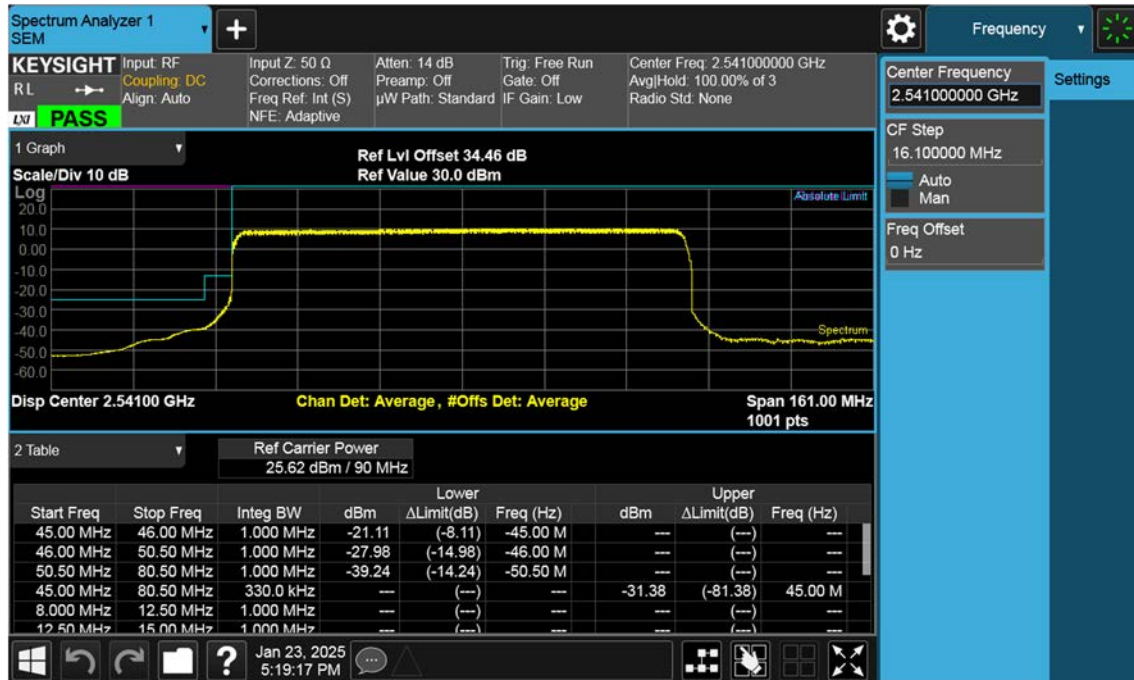 Spectrum Analyzer 1
SEM
Frequency
KEYSIGHT
RL
LXI PASS
Input: RF
Coupling: DC
Align: Auto
Input Z: 50 Ω
Corrections: Off
Freq Ref: Int (S)
NFE: Adaptive
Atten: 14 dB
Preamp: Off
µW Path: Standard
Trig: Free Run
Gate: Off
IF Gain: Low
Center Freq: 2.541000000 GHz
Avg|Hold: 100.00% of 3
Radio Std: None
Center Frequency
2.541000000 GHz
Settings
CF Step
16.100000 MHz
Auto
Man
Freq Offset
0 Hz
1 Graph
Scale/Div 10 dB
Ref Lvl Offset 34.46 dB
Ref Value 30.0 dBm
Log
Absolute Limit
20.0
10.0
0.00
-10.0
-20.0
-30.0
-40.0
-50.0
-60.0
Spectrum
Disp Center 2.54100 GHz
Chan Det: Average, #Offs Det: Average
Span 161.00 MHz
1001 pts
2 Table
Ref Carrier Power
25.62 dBm / 90 MHz
Lower Upper
Start Freq Stop Freq Integ BW dBm ΔLimit(dB) Freq (Hz) dBm ΔLimit(dB) Freq (Hz)
45.00 MHz 46.00 MHz 1.000 MHz -21.11 (-8.11) -45.00 M --- (---) ---
46.00 MHz 50.50 MHz 1.000 MHz -27.98 (-14.98) -46.00 M --- (---) ---
50.50 MHz 80.50 MHz 1.000 MHz -39.24 (-14.24) -50.50 M --- (---) ---
45.00 MHz 80.50 MHz 330.0 kHz --- (---) --- -31.38 (-81.38) 45.00 M
8.000 MHz 12.50 MHz 1.000 MHz --- (---) --- --- (---) ---
12.50 MHz 15.00 MHz 1.000 MHz --- (---) --- --- (---) ---
Jan 23, 2025
5:19:17 PM